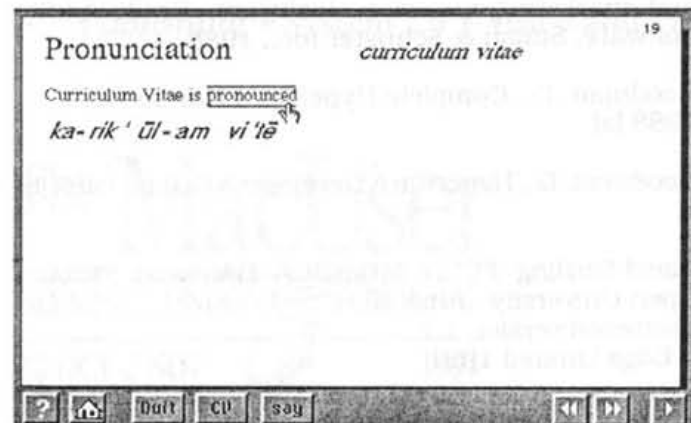 19
Pronunciation curriculum vitae
Curriculum Vitae is pronounced
ka-rik ' ūl-am vi 'tē
? Quit CV say